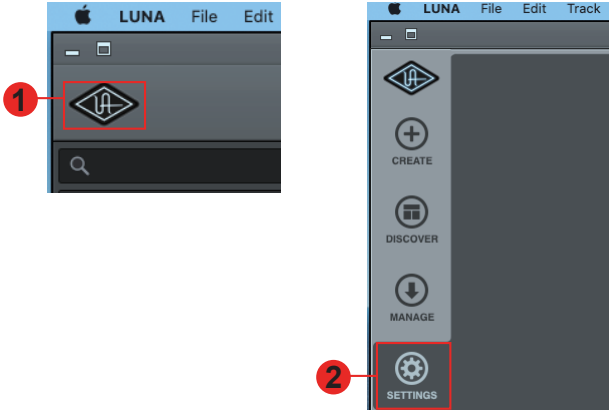 LUNA File Edit
1
LUNA File Edit Track
CREATE
DISCOVER
MANAGE
2
SETTINGS